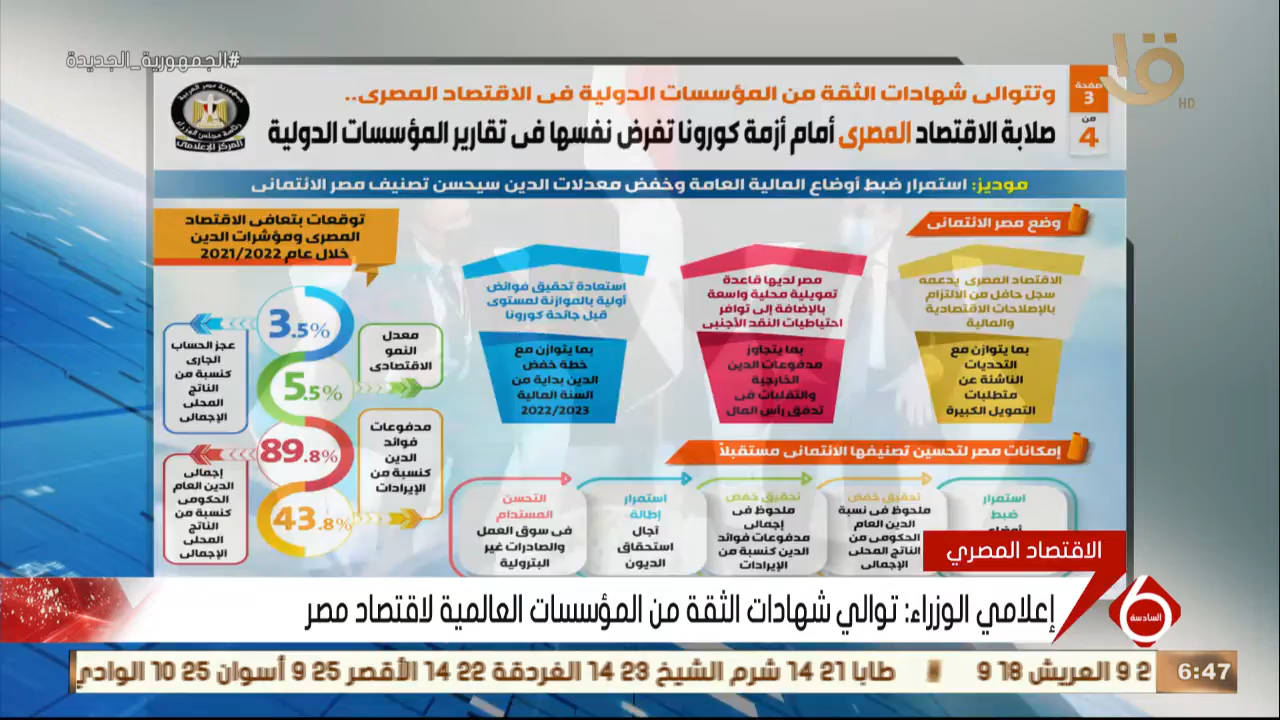 #الجمهورية_الجديدة
HD
صفحة
3
من
4
وتتوالى شهادات الثقة من المؤسسات الدولية فى الاقتصاد المصرى..
صلابة الاقتصاد المصرى أمام أزمة كورونا تفرض نفسها فى تقارير المؤسسات الدولية
جمهورية مصر العربية
رئاسة مجلس الوزراء
المركز الإعلامي
موديز: استمرار ضبط أوضاع المالية العامة وخفض معدلات الدين سيحسن تصنيف مصر الائتمانى
وضع مصر الائتمانى
الاقتصاد المصرى يدعمه
سجل حافل من الالتزام
بالإصلاحات الاقتصادية
والمالية
بما يتوازن مع
التحديات
الناشئة عن
متطلبات
التمويل الكبيرة
مصر لديها قاعدة
تمويلية محلية واسعة
بالإضافة إلى توافر
احتياطيات النقد الأجنبى
بما يتجاوز
مدفوعات الدين
الخارجية
والتقلبات فى
تدفق رأس المال
استعادة تحقيق فوائض
أولية بالموازنة لمستوى
قبل جائحة كورونا
بما يتوازن مع
خطة خفض
الدين بداية من
السنة المالية
2022/2023
توقعات بتعافى الاقتصاد
المصرى ومؤشرات الدين
خلال عام 2021/2022
3.5%
عجز الحساب
الجارى
كنسبة من
الناتج
المحلى
الإجمالى
معدل
النمو
الاقتصادى
5.5%
89.8%
إجمالى
الدين العام
الحكومى
كنسبة من
الناتج
المحلى
الإجمالى
مدفوعات
فوائد
الدين
كنسبة من
الإيرادات
43.8%
إمكانات مصر لتحسين تصنيفها الائتمانى مستقبلاً
استمرار
ضبط
تحقيق خفض
ملحوظ فى نسبة
الدين العام
الحكومى من
الناتج المحلى
الإجمالى
تحقيق خفض
ملحوظ فى
إجمالى
مدفوعات فوائد
الدين كنسبة من
الإيرادات
استمرار
إطالة
آجال
استحقاق
الديون
التحسن
المستدام
فى سوق العمل
والصادرات غير
البترولية
الاقتصاد المصري
السادسة
إعلامي الوزراء: توالي شهادات الثقة من المؤسسات العالمية لاقتصاد مصر
2 9 العريش 18 9 طابا 21 14 شرم الشيخ 23 14 الغردقة 22 14 الأقصر 25 9 أسوان 25 10 الوادي
6:47